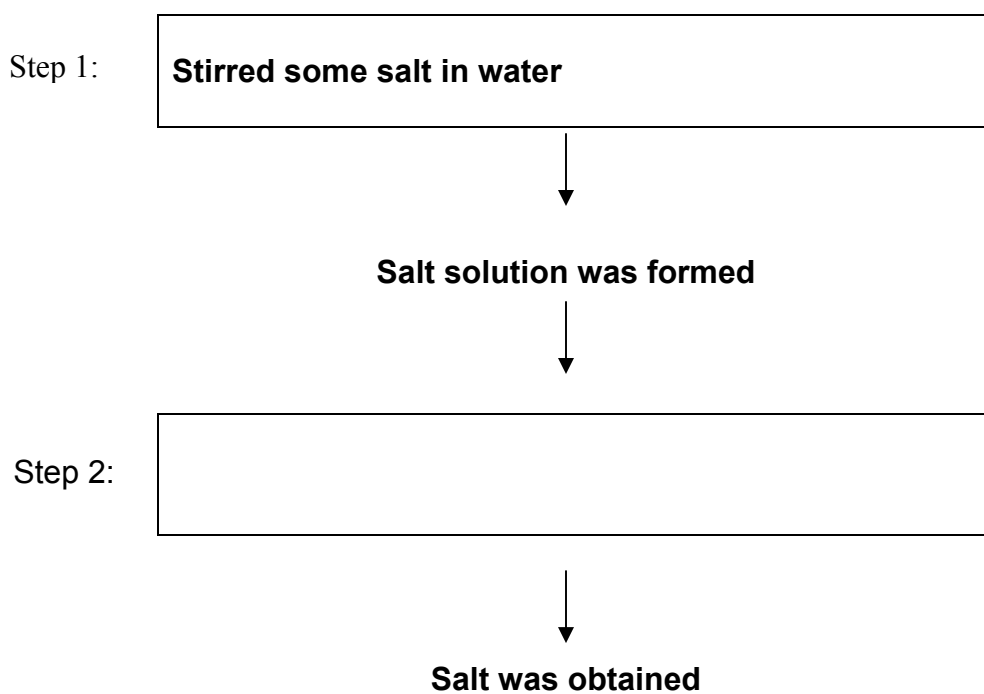 Step 1:
Stirred some salt in water
Salt solution was formed
Step 2:
Salt was obtained